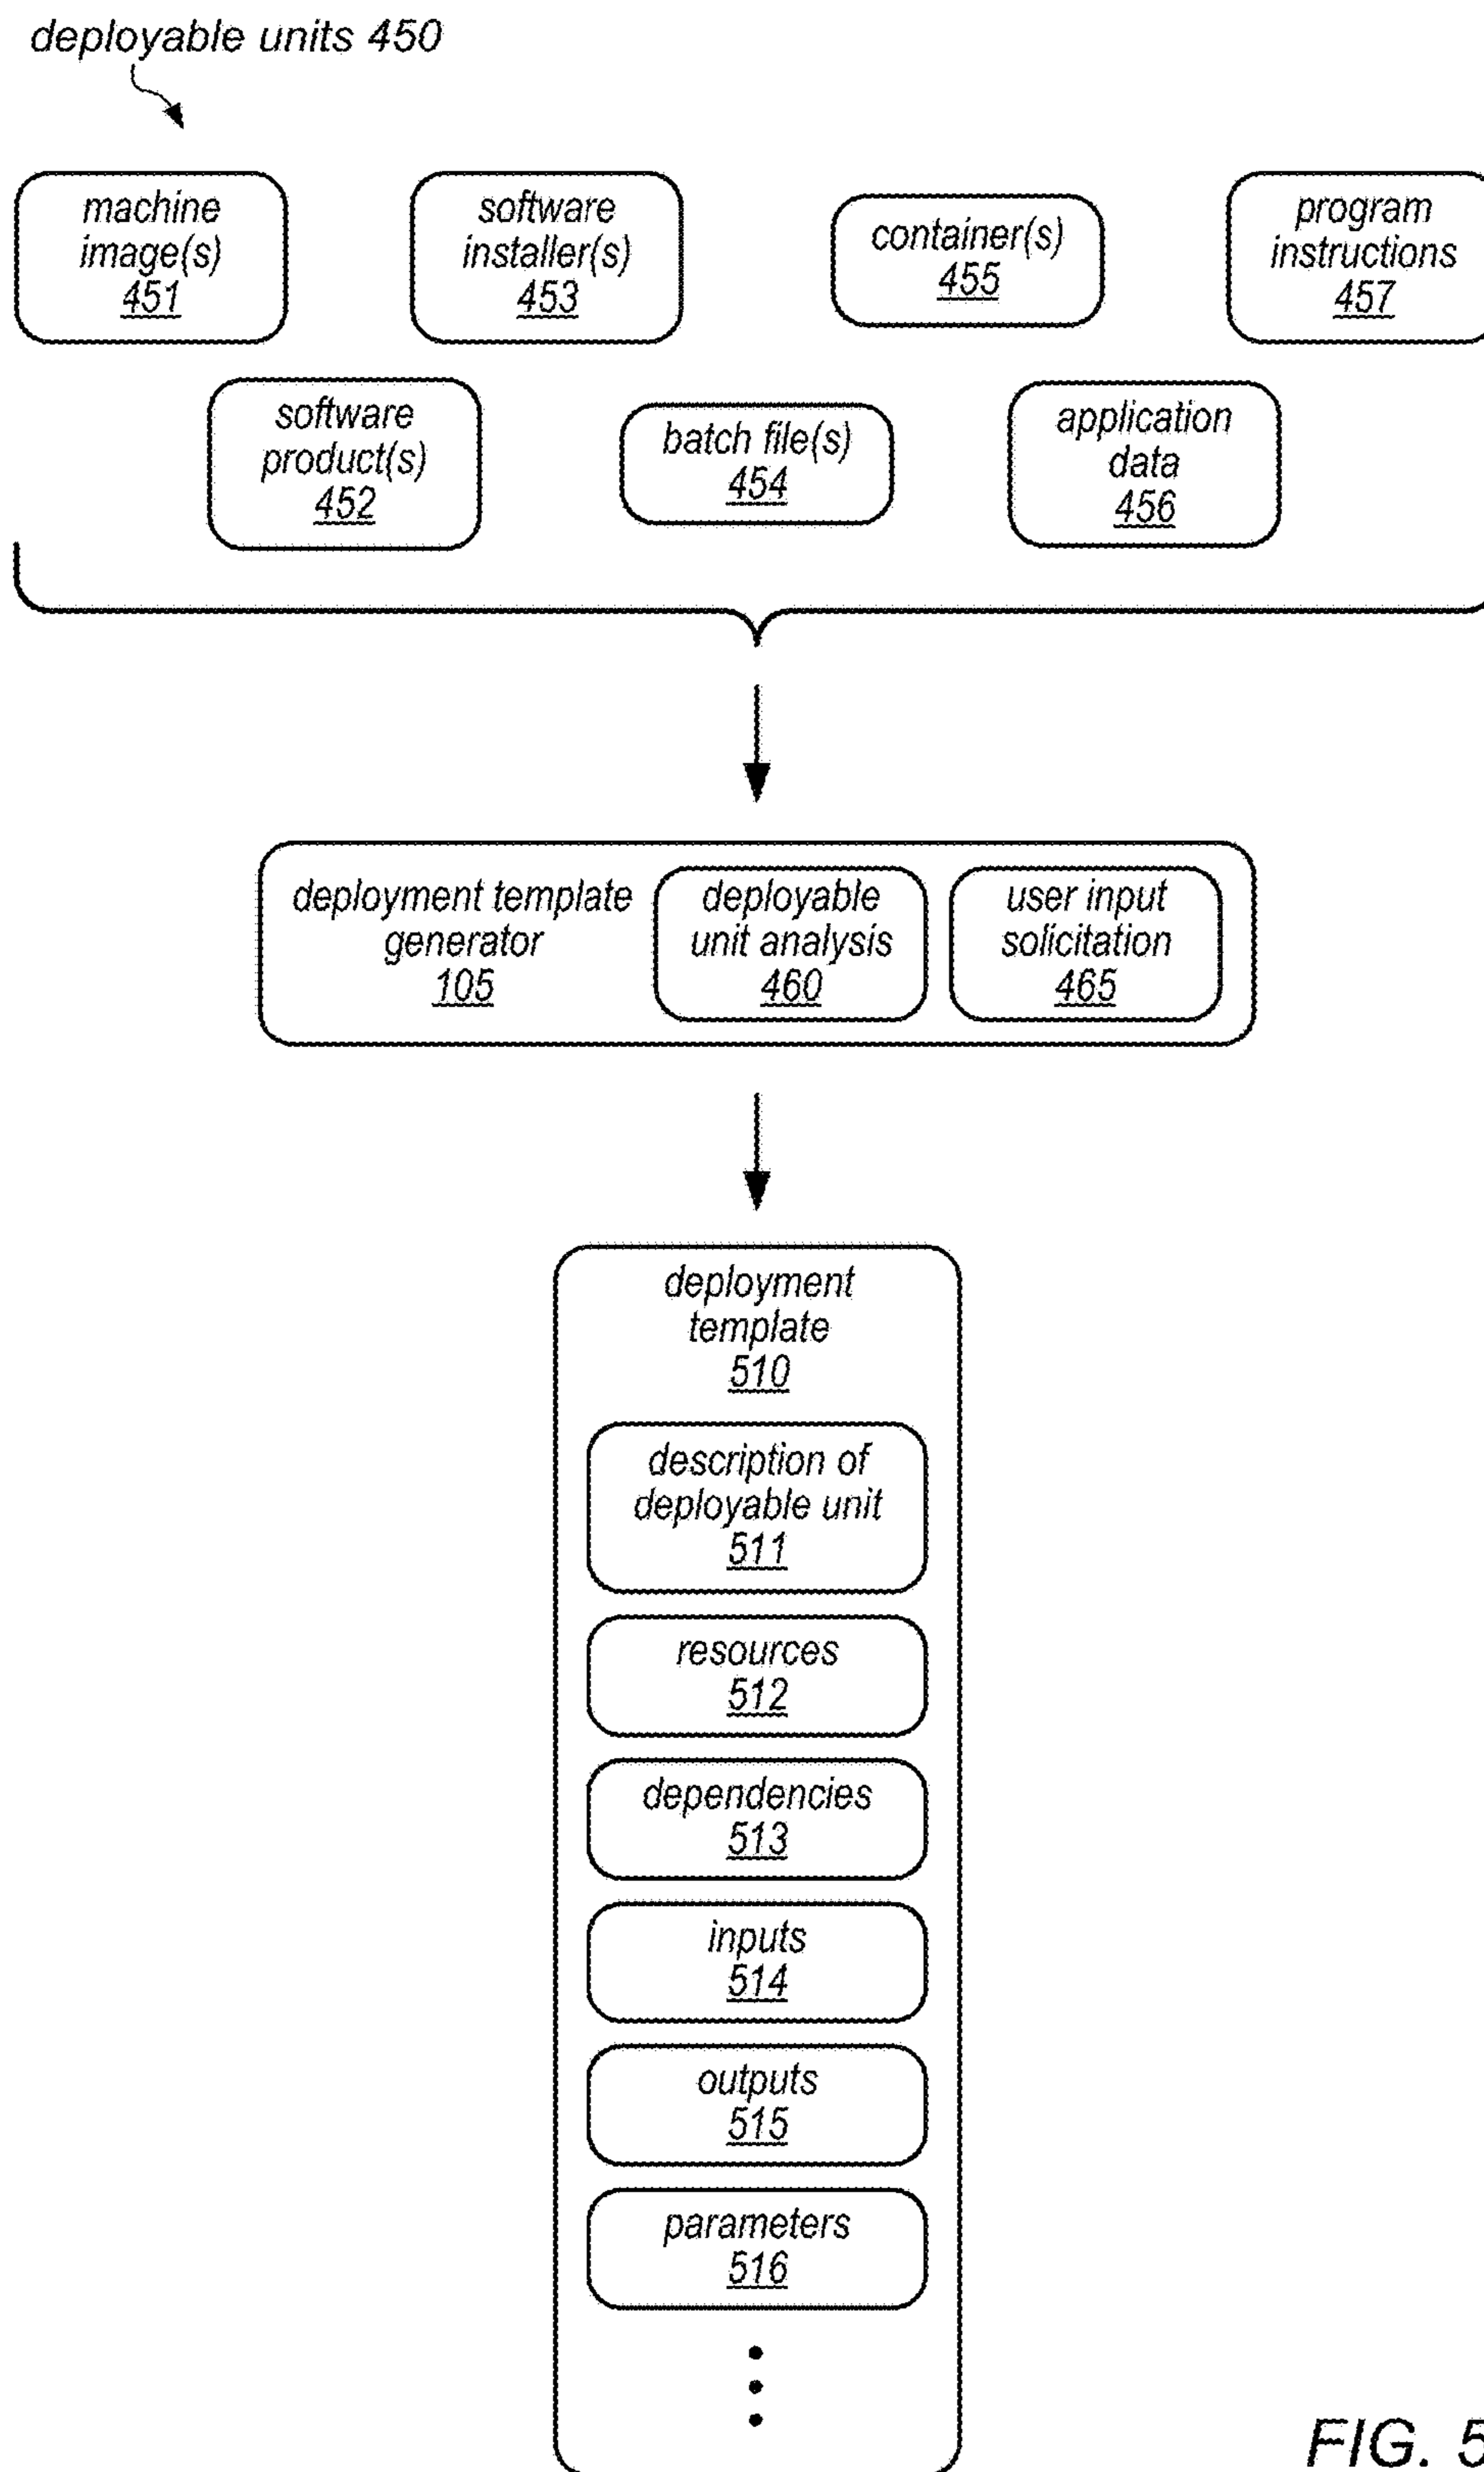 deployable units 450
machine
image(s)
451
software
installer(s)
453
container(s)
455
program
instructions
457
software
product(s)
452
batch file(s)
454
application
data
456
deployment template
generator
105
deployable
unit analysis
460
user input
solicitation
465
deployment
template
510
description of
deployable unit
511
resources
512
dependencies
513
inputs
514
outputs
515
parameters
516
FIG. 5